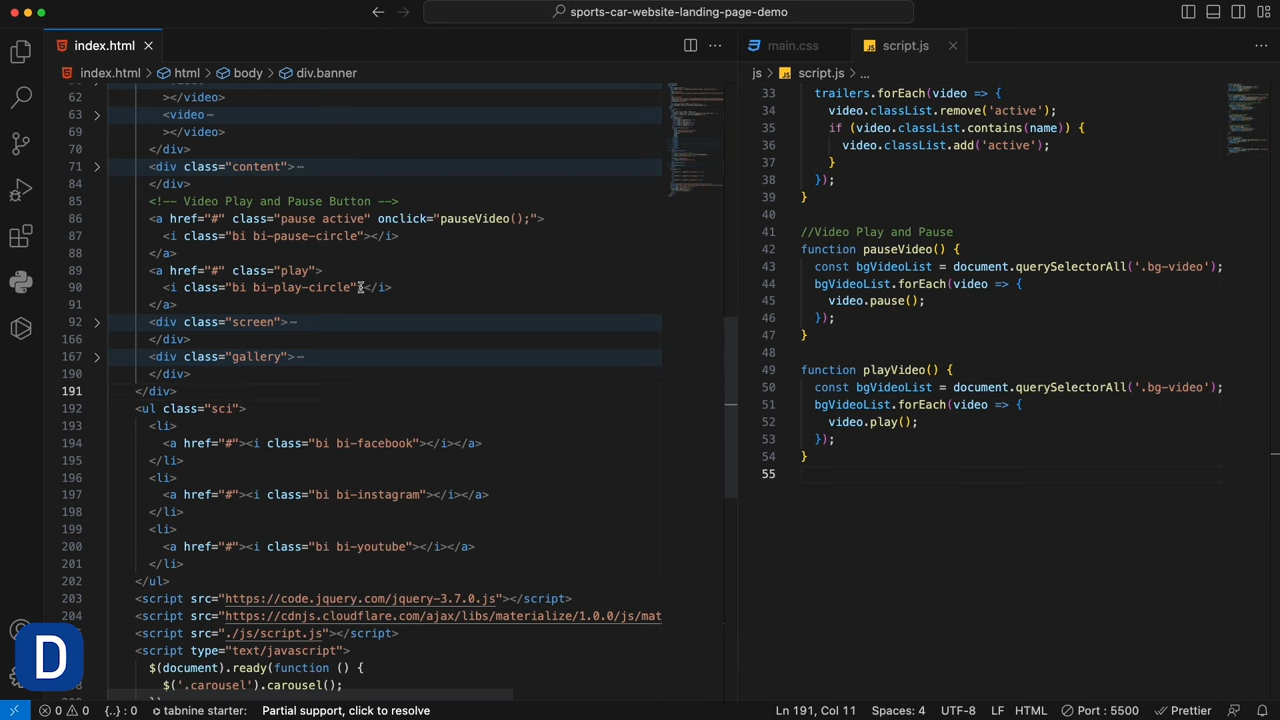 sports-car-website-landing-page-demo
index.html
main.css
script.js
index.html > html > body > div.banner
js > script.js > ...
62 ></video>
63 <video
69 ></video>
70 </div>
71 <div class="content">
84 </div>
85 <!-- Video Play and Pause Button -->
86 <a href="#" class="pause active" onclick="pauseVideo();">
87 <i class="bi bi-pause-circle"></i>
88 </a>
89 <a href="#" class="play">
90 <i class="bi bi-play-circle"></i>
91 </a>
92 <div class="screen">
166 </div>
167 <div class="gallery">
190 </div>
191 </div>
192 <ul class="sci">
193 <li>
194 <a href="#"><i class="bi bi-facebook"></i></a>
195 </li>
196 <li>
197 <a href="#"><i class="bi bi-instagram"></i></a>
198 </li>
199 <li>
200 <a href="#"><i class="bi bi-youtube"></i></a>
201 </li>
202 </ul>
203 <script src="https://code.jquery.com/jquery-3.7.0.js"></script>
204 <script src="https://cdnjs.cloudflare.com/ajax/libs/materialize/1.0.0/js/mat
205 <script src="./js/script.js"></script>
206 <script type="text/javascript">
207 $(document).ready(function () {
$('.carousel').carousel();
33 trailers.forEach(video => {
34 video.classList.remove('active');
35 if (video.classList.contains(name)) {
36 video.classList.add('active');
37 }
38 });
39 }
40
41 //Video Play and Pause
42 function pauseVideo() {
43 const bgVideoList = document.querySelectorAll('.bg-video');
44 bgVideoList.forEach(video => {
45 video.pause();
46 });
47 }
48
49 function playVideo() {
50 const bgVideoList = document.querySelectorAll('.bg-video');
51 bgVideoList.forEach(video => {
52 video.play();
53 });
54 }
55
D
0 0 {..} : 0 tabnine starter: Partial support, click to resolve Ln 191, Col 11 Spaces: 4 UTF-8 LF HTML Port : 5500 Prettier